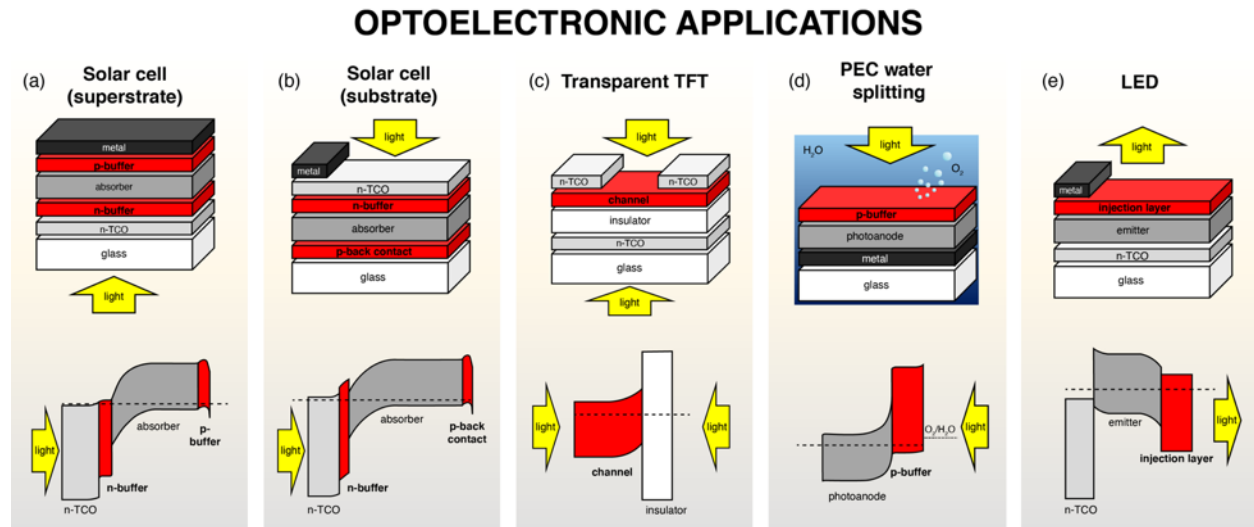 OPTOELECTRONIC APPLICATIONS
(a)
Solar cell
(superstrate)
metal
p-buffer
absorber
n-buffer
n-TCO
glass
light
absorber
p-
buffer
light
n-buffer
n-TCO
(b)
Solar cell
(substrate)
light
metal
n-TCO
n-buffer
absorber
p-back contact
glass
absorber
p-back
contact
light
n-buffer
n-TCO
(c)
Transparent TFT
light
n-TCO
n-TCO
channel
insulator
n-TCO
glass
light
light
light
channel
insulator
(d)
PEC water
splitting
H₂O
light
O₂
p-buffer
photoanode
metal
glass
O₂/H₂O
light
p-buffer
photoanode
(e)
LED
light
metal
injection layer
emitter
n-TCO
glass
emitter
light
injection layer
n-TCO